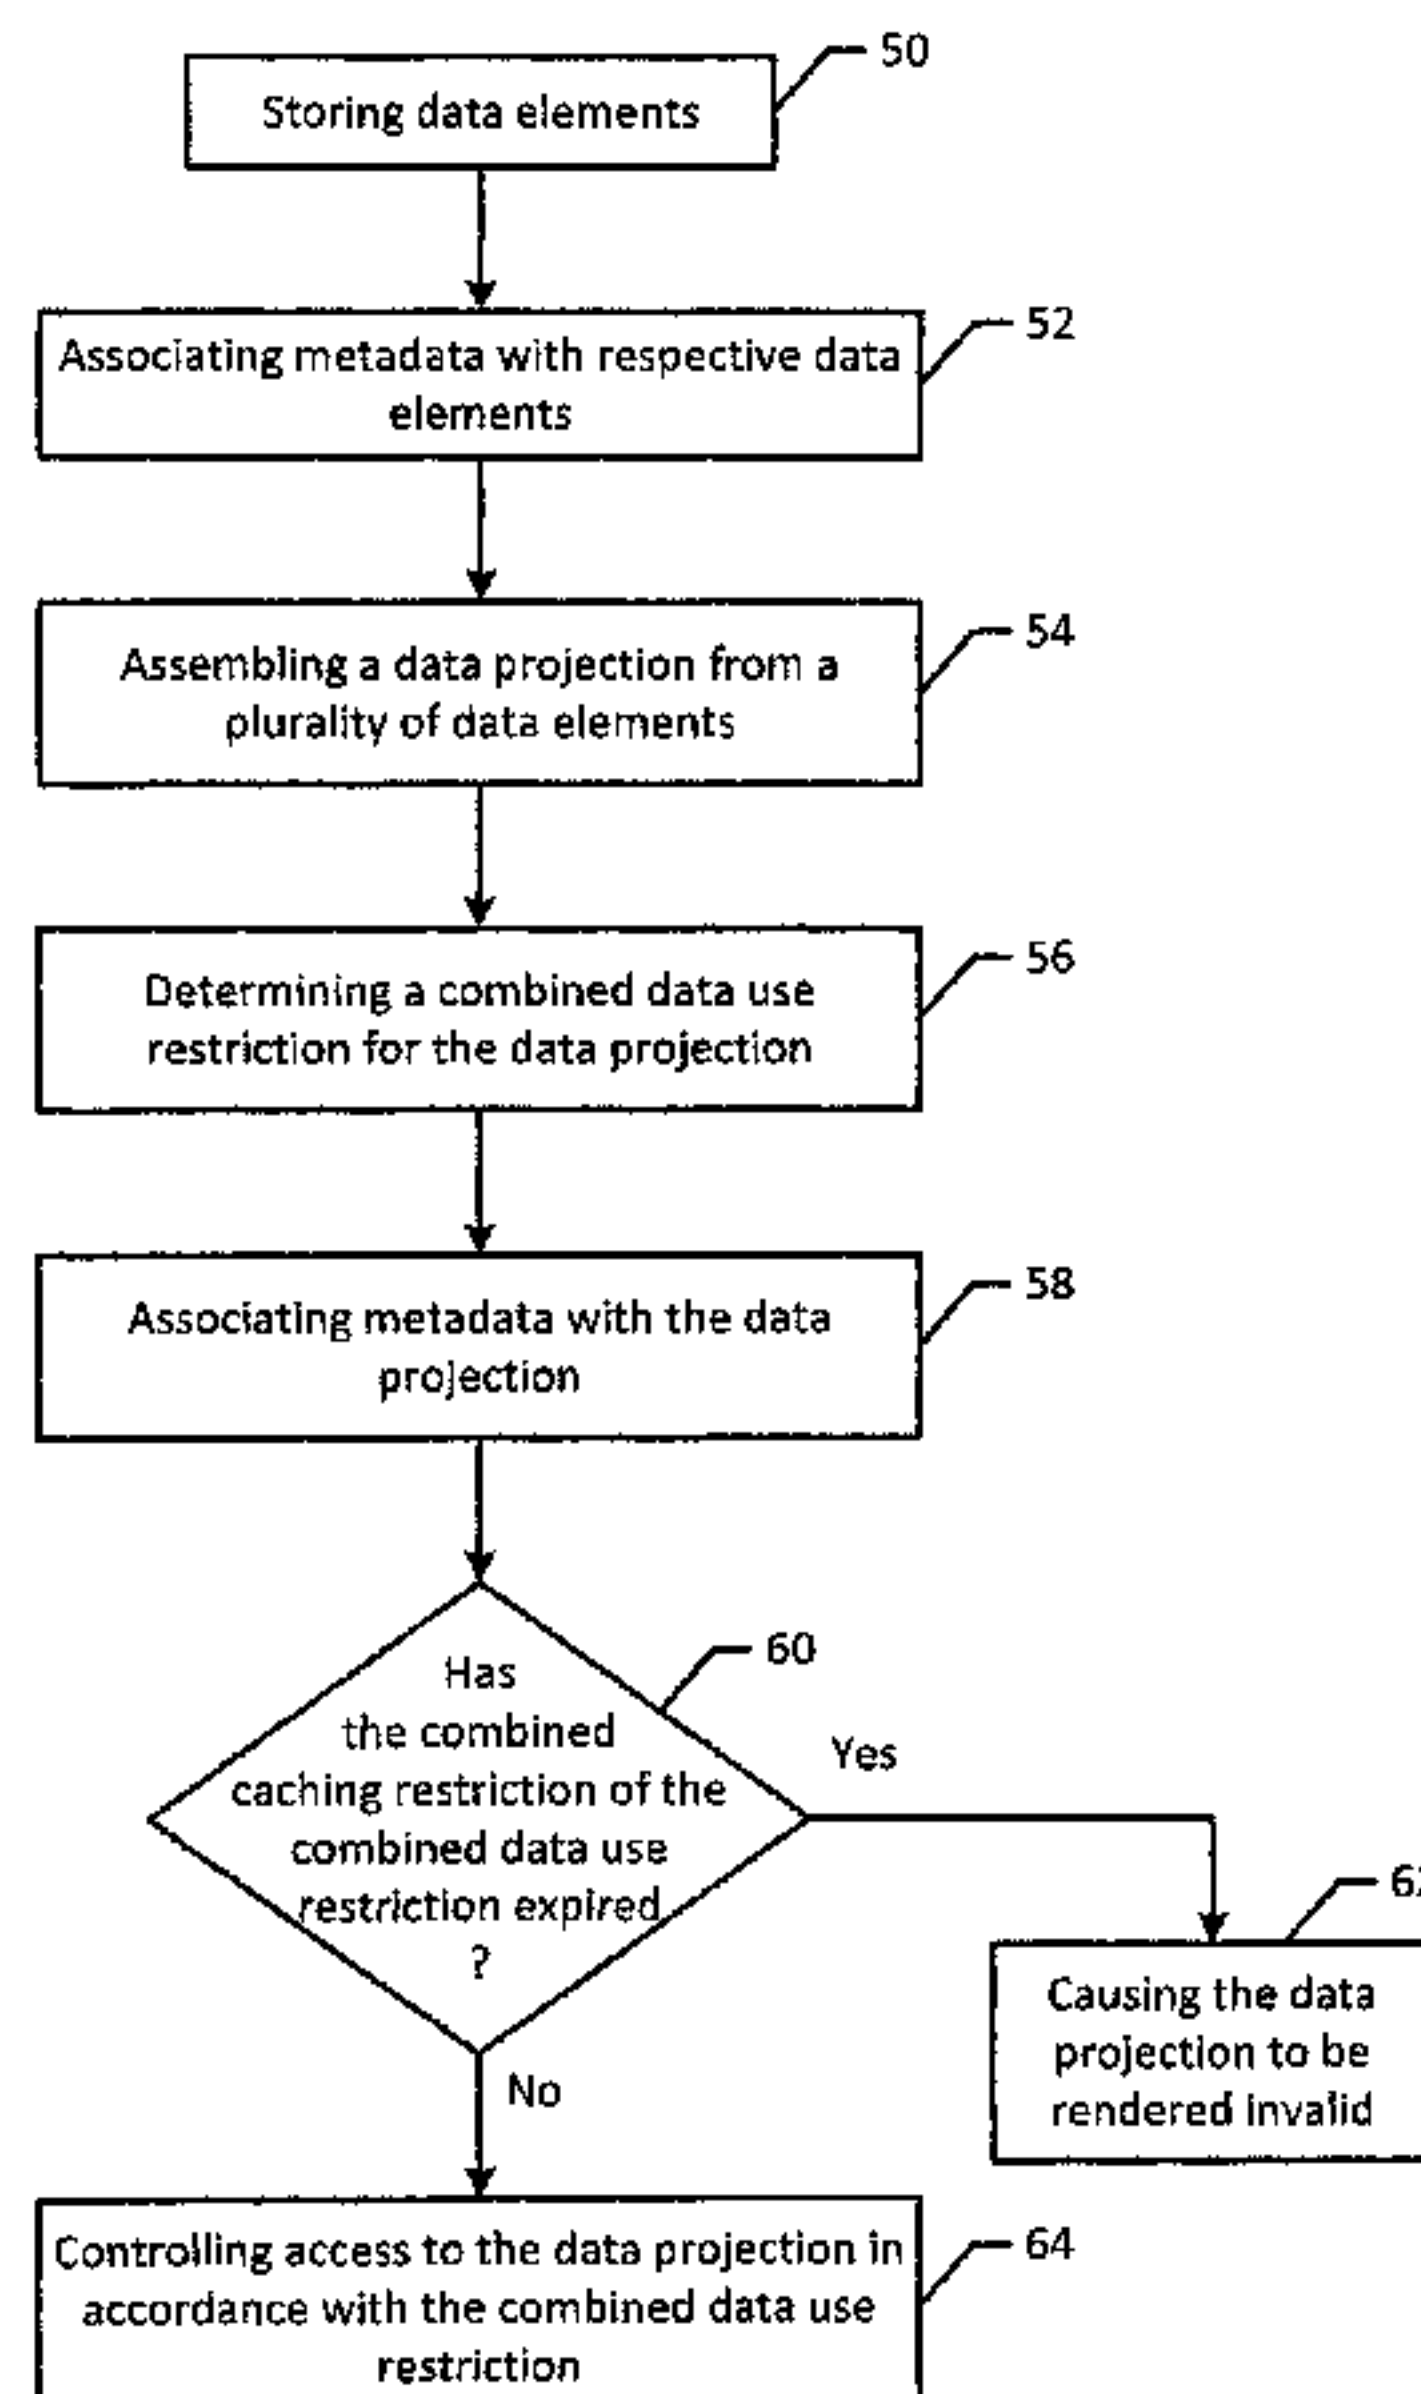 50
Storing data elements
52
Associating metadata with respective data
elements
54
Assembling a data projection from a
plurality of data elements
56
Determining a combined data use
restriction for the data projection
58
Associating metadata with the data
projection
60
Has
the combined
caching restriction of the
combined data use
restriction expired
?
Yes
Causing the data
projection to be
rendered invalid
No
64
Controlling access to the data projection in
accordance with the combined data use
restriction